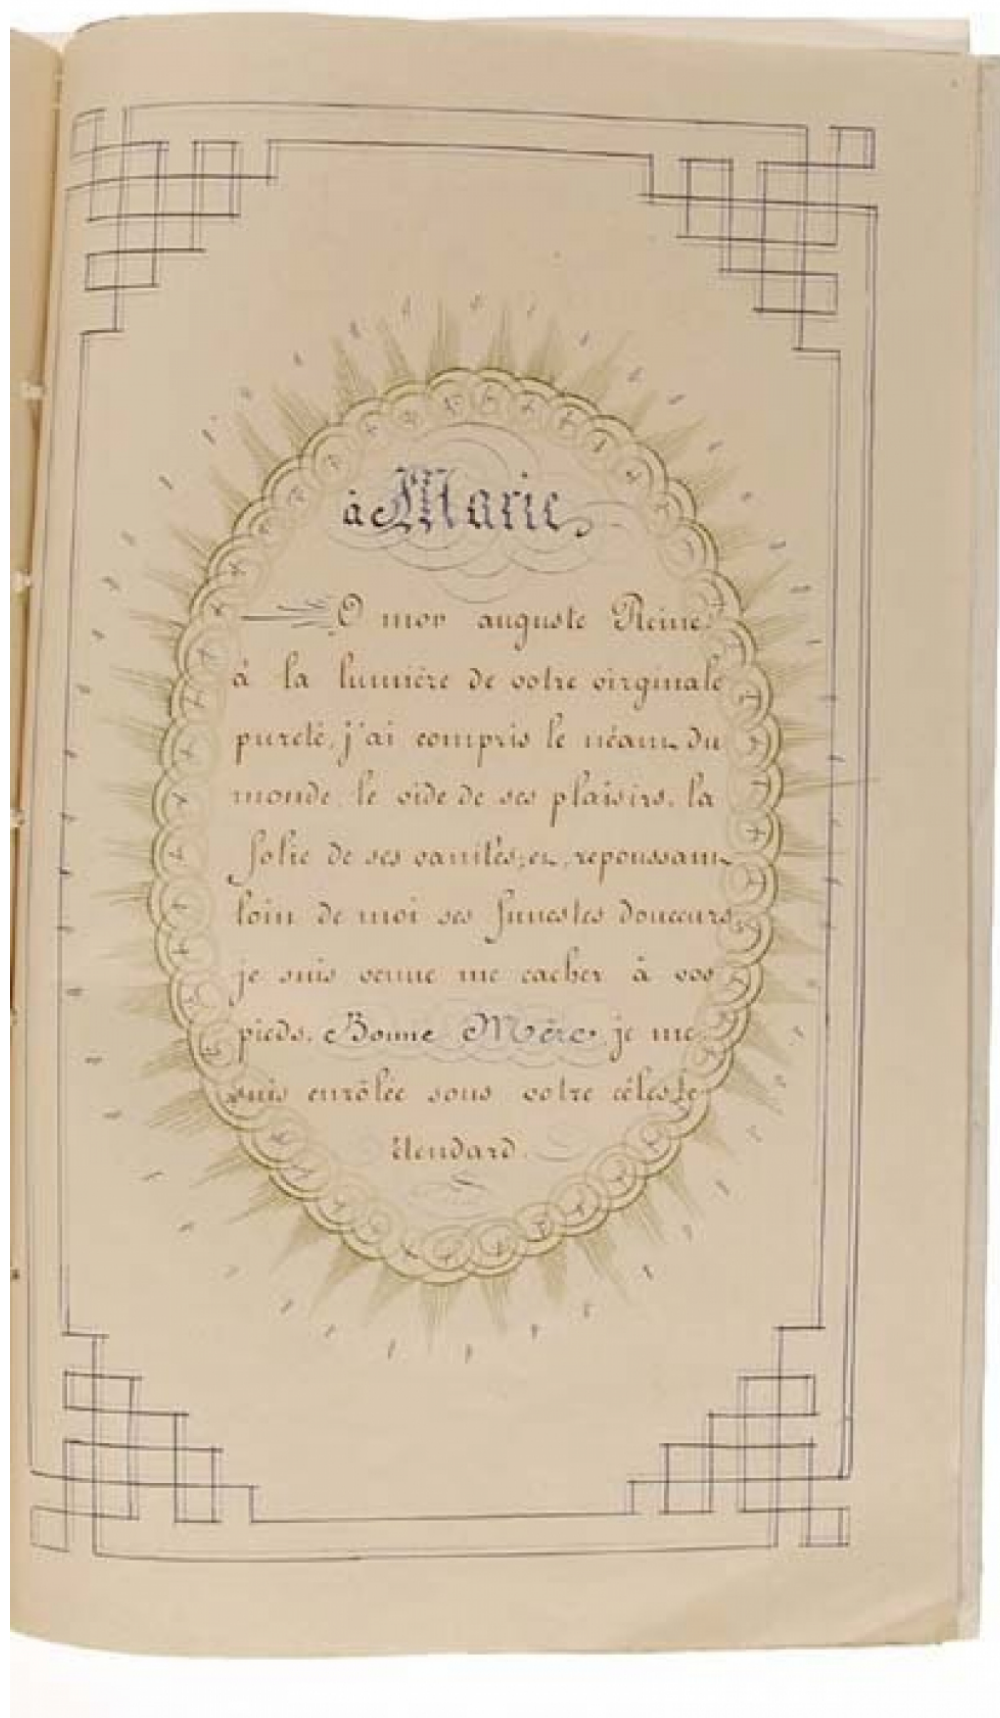 à Marie
O mon auguste Reine,
à la lumière de votre virginale
pureté, j'ai compris le néant du
monde, le vide de ses plaisirs, la
folie de ses vanités; et, repoussant
loin de moi ses funestes douceurs,
je suis venue me cacher à vos
pieds. Bonne Mère, je me
suis enrôlée sous votre céleste
étendard.